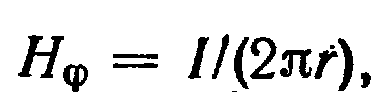 H_φ = I/(2πr),